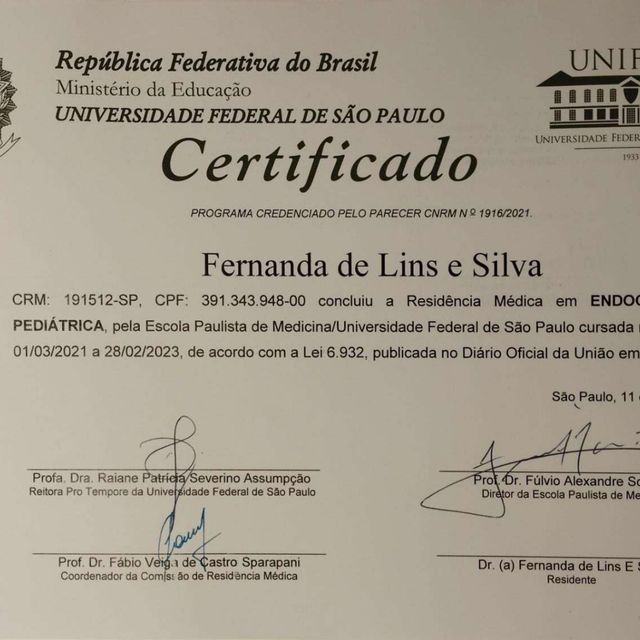 República Federativa do Brasil
Ministério da Educação
UNIVERSIDADE FEDERAL DE SÃO PAULO
UNIF
UNIVERSIDADE FEDERA
1933
Certificado
PROGRAMA CREDENCIADO PELO PARECER CNRM Nº 1916/2021.
Fernanda de Lins e Silva
CRM: 191512-SP, CPF: 391.343.948-00 concluiu a Residência Médica em ENDOC
PEDIÁTRICA, pela Escola Paulista de Medicina/Universidade Federal de São Paulo cursada
01/03/2021 a 28/02/2023, de acordo com a Lei 6.932, publicada no Diário Oficial da União em
São Paulo, 11
Profa. Dra. Raiane Patrícia Severino Assumpção
Reitora Pro Tempore da Universidade Federal de São Paulo
Prof. Dr. Fúlvio Alexandre
Diretor da Escola Paulista de Me
Prof. Dr. Fábio Veiga de Castro Sparapani
Coordenador da Comissão de Residência Médica
Dr. (a) Fernanda de Lins E S
Residente